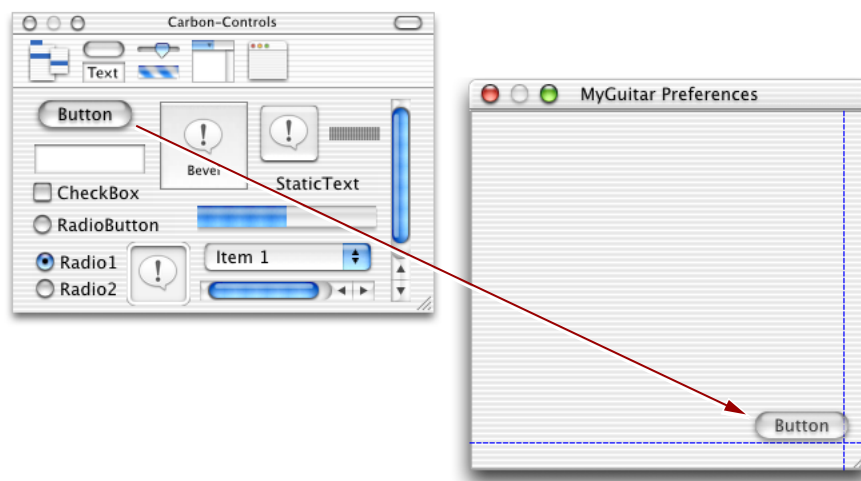 Carbon-Controls
Text
Button
Bevel
StaticText
CheckBox
RadioButton
Radio1
Item 1
Radio2
MyGuitar Preferences
Button